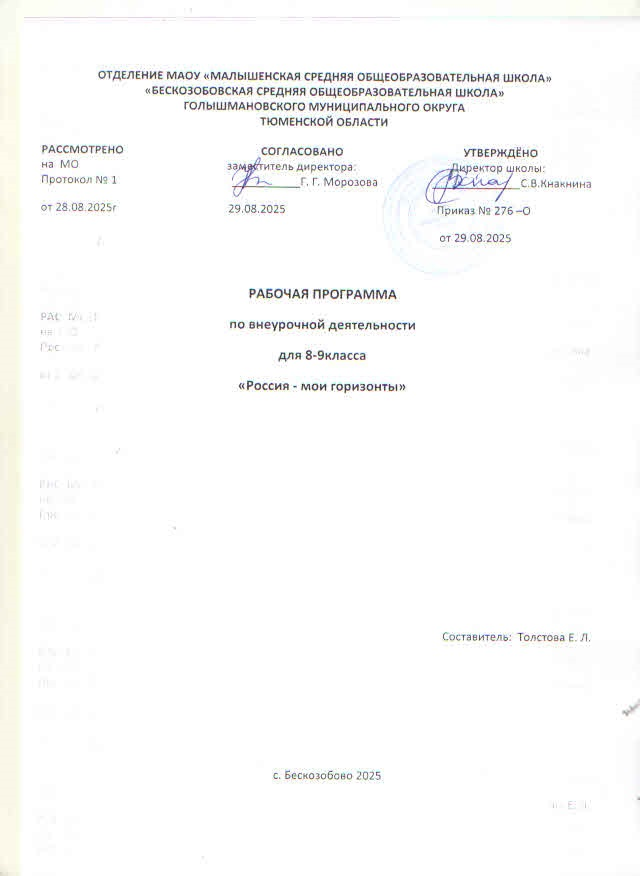 ОТДЕЛЕНИЕ МАОУ «МАЛЫШЕНСКАЯ СРЕДНЯЯ ОБЩЕОБРАЗОВАТЕЛЬНАЯ ШКОЛА»
«БЕСКОЗОБОВСКАЯ СРЕДНЯЯ ОБЩЕОБРАЗОВАТЕЛЬНАЯ ШКОЛА»
ГОЛЫШМАНОВСКОГО МУНИЦИПАЛЬНОГО ОКРУГА
ТЮМЕНСКОЙ ОБЛАСТИ
РАССМОТРЕНО СОГЛАСОВАНО УТВЕРЖДЁНО
на МО заместитель директора: Директор школы:
Протокол № 1 Г. Г. Морозова С.В.Кнакнина
от 28.08.2025г 29.08.2025 Приказ № 276 –О
от 29.08.2025
РАБОЧАЯ ПРОГРАММА
по внеурочной деятельности
для 8-9класса
«Россия - мои горизонты»
Составитель: Толстова Е. Л.
с. Бескозобово 2025